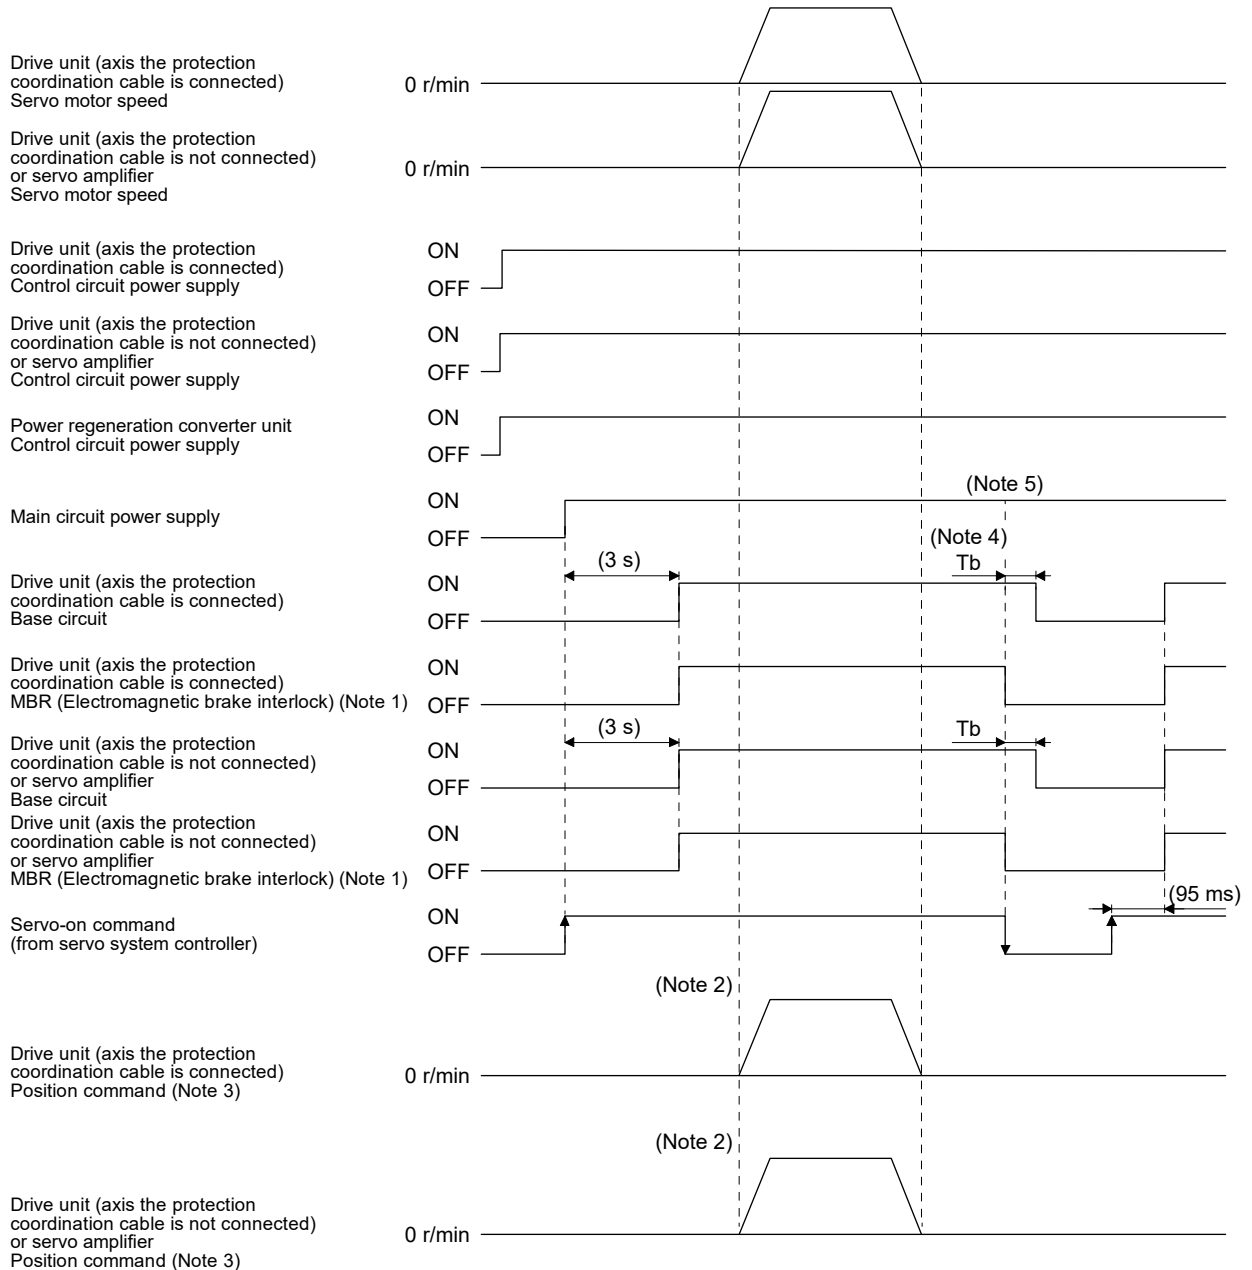 Drive unit (axis the protection
coordination cable is connected)
Servo motor speed
0 r/min
Drive unit (axis the protection
coordination cable is not connected)
or servo amplifier
Servo motor speed
0 r/min
Drive unit (axis the protection
coordination cable is connected)
Control circuit power supply
ON
OFF
Drive unit (axis the protection
coordination cable is not connected)
or servo amplifier
Control circuit power supply
ON
OFF
Power regeneration converter unit
Control circuit power supply
ON
OFF
Main circuit power supply
ON
OFF
(Note 5)
Drive unit (axis the protection
coordination cable is connected)
Base circuit
ON
OFF
(3 s)
(Note 4)
Tb
Drive unit (axis the protection
coordination cable is connected)
MBR (Electromagnetic brake interlock) (Note 1)
ON
OFF
Drive unit (axis the protection
coordination cable is not connected)
or servo amplifier
Base circuit
ON
OFF
(3 s)
Tb
Drive unit (axis the protection
coordination cable is not connected)
or servo amplifier
MBR (Electromagnetic brake interlock) (Note 1)
ON
OFF
Servo-on command
(from servo system controller)
ON
OFF
(95 ms)
(Note 2)
Drive unit (axis the protection
coordination cable is connected)
Position command (Note 3)
0 r/min
(Note 2)
Drive unit (axis the protection
coordination cable is not connected)
or servo amplifier
Position command (Note 3)
0 r/min